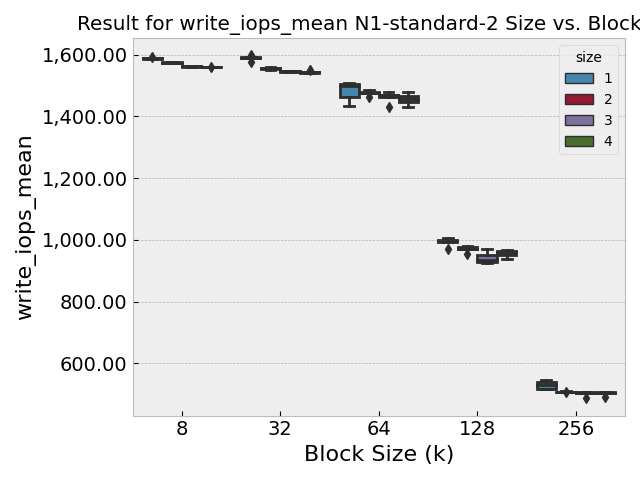 Result for write_iops_mean N1-standard-2 Size vs. Block
1,600.00
1,400.00
1,200.00
1,000.00
800.00
600.00
write_iops_mean
size
1
2
3
4
8 32 64 128 256
Block Size (k)